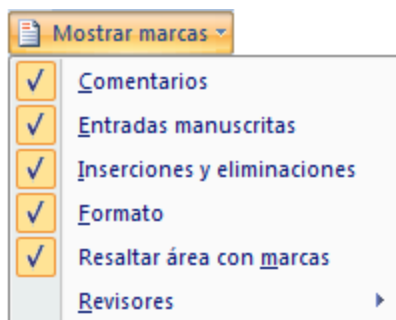 Mostrar marcas
Comentarios
Entradas manuscritas
Inserciones y eliminaciones
Formato
Resaltar área con marcas
Revisores